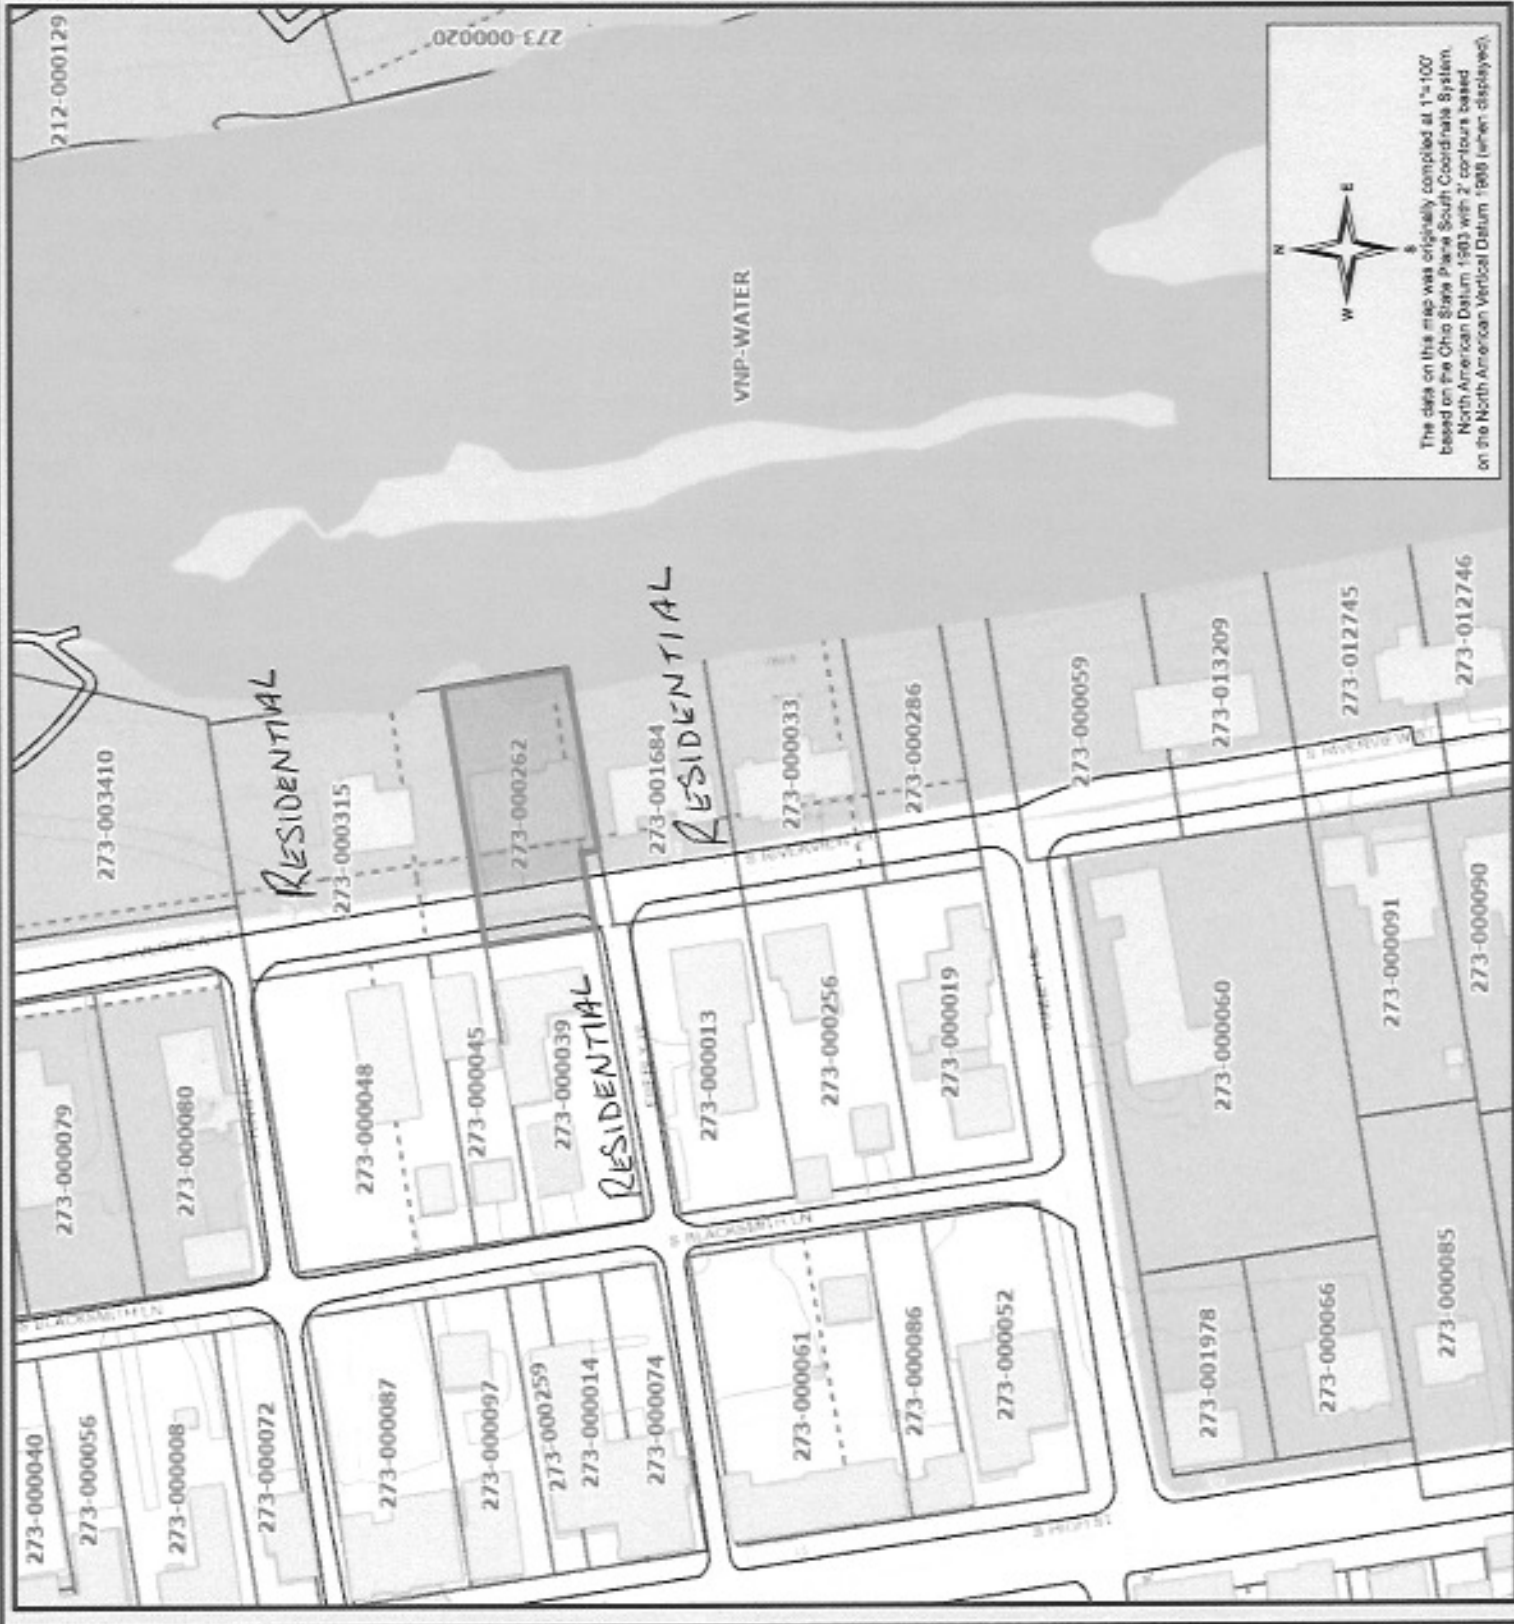 273-000040
212-000129
273-000056
273-000079
273-003410
S BLACKSMITH LN
273-000008
273-000080
273-000072
RESIDENTIAL
273-000315
273-000048
273-000087
273-000020
273-000045
273-000097
273-000262
273-000039
273-000259
273-000014
RESIDENTIAL
273-001684
273-000074
RESIDENTIAL
273-000013
S BLACKSMITH LN
VNP-WATER
273-000033
273-000061
273-000256
273-000286
273-000086
273-000019
273-000052
273-000059
S HIGH ST
273-013209
273-000060
273-001978
273-012745
273-000066
S RIVERVIEW ST
273-000091
273-012746
273-000085
273-000090
N
W
E
S
The data on this map was originally compiled at 1"=100'
based on the Ohio State Plane South Coordinate System,
North American Datum 1983 with 2' contours based
on the North American Vertical Datum 1988 (when displayed).